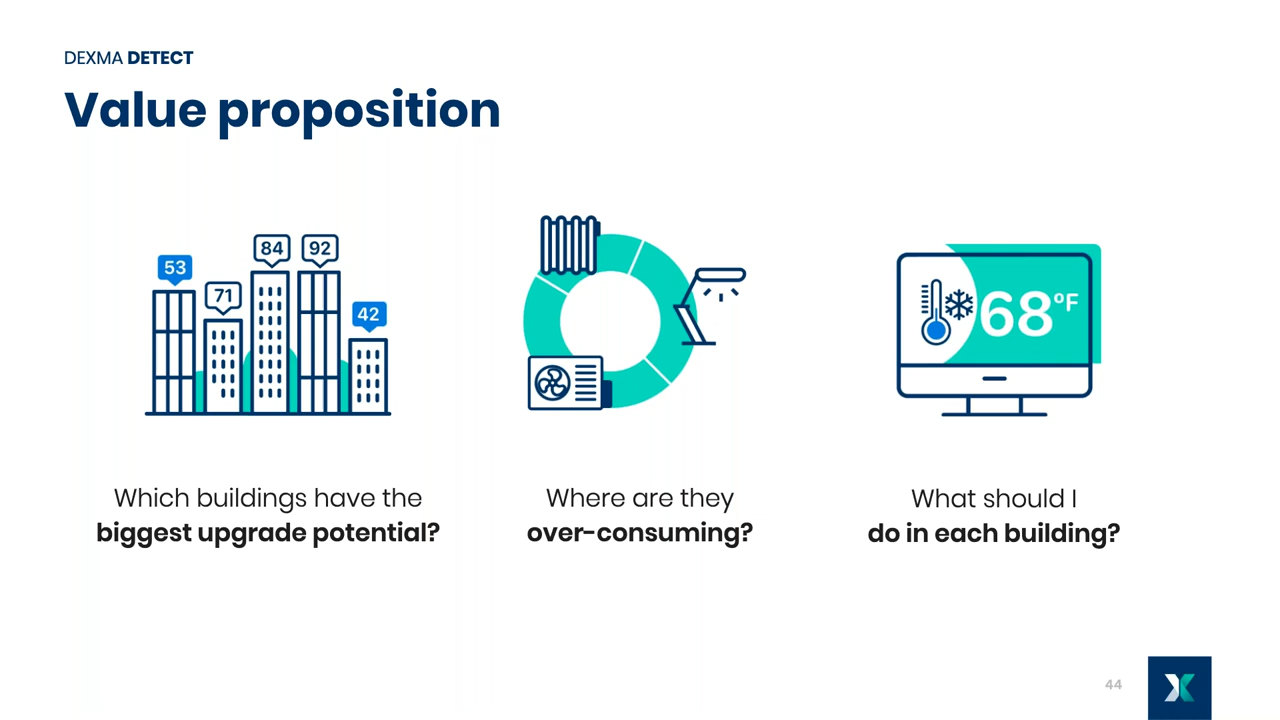 DEXMA DETECT
Value proposition
53
71
84
92
42
68ºF
Which buildings have the
biggest upgrade potential?
Where are they
over-consuming?
What should I
do in each building?
44